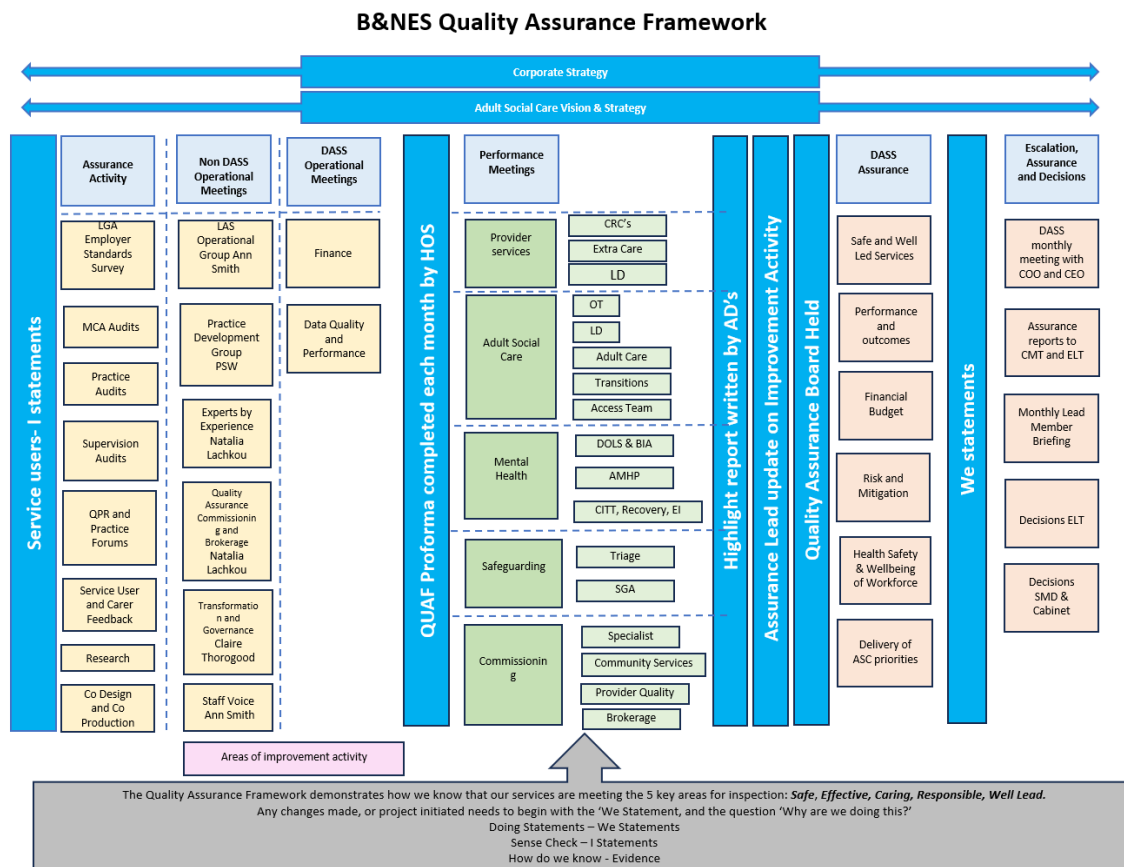 B&NES Quality Assurance Framework
Corporate Strategy
Adult Social Care Vision & Strategy
Service users- I statements
Assurance
Activity
LGA
Employer
Standards
Survey
MCA Audits
Practice
Audits
Supervision
Audits
QPR and
Practice
Forums
Service User
and Carer
Feedback
Research
Co Design and Co
Production
Non DASS
Operational
Meetings
LAS
Operational
Group Ann
Smith
Practice
Development
Group
PSW
Experts by
Experience
Natalia
Lachkou
Quality
Assurance
Commissionin
g and
Brokerage
Natalia
Lachkou
Transformatio
n and
Governance
Claire
Thorogood
Staff Voice
Ann Smith
DASS
Operational
Meetings
Finance
Data Quality
and
Performance
Areas of improvement activity
QUAF Proforma completed each month by HOS
Performance
Meetings
Provider
services
CRC's
Extra Care
LD
Adult Social
Care
OT
LD
Adult Care
Transitions
Access Team
Mental
Health
DOLS & BIA
AMHP
CITT, Recovery, EI
Safeguarding
Triage
SGA
Commissionin
g
Specialist
Community Services
Provider Quality
Brokerage
Highlight report written by AD's
Assurance Lead update on Improvement Activity
Quality Assurance Board Held
DASS
Assurance
Safe and Well
Led Services
Performance
and
outcomes
Financial
Budget
Risk and
Mitigation
Health Safety
& Wellbeing
of Workforce
Delivery of
ASC priorities
We statements
Escalation,
Assurance
and Decisions
DASS
monthly
meeting with
COO and CEO
Assurance
reports to
CMT and ELT
Monthly Lead
Member
Briefing
Decisions ELT
Decisions
SMD &
Cabinet
The Quality Assurance Framework demonstrates how we know that our services are meeting the 5 key areas for inspection: Safe, Effective, Caring, Responsible, Well Lead.
Any changes made, or project initiated needs to begin with the 'We Statement, and the question 'Why are we doing this?'
Doing Statements – We Statements
Sense Check – I Statements
How do we know - Evidence